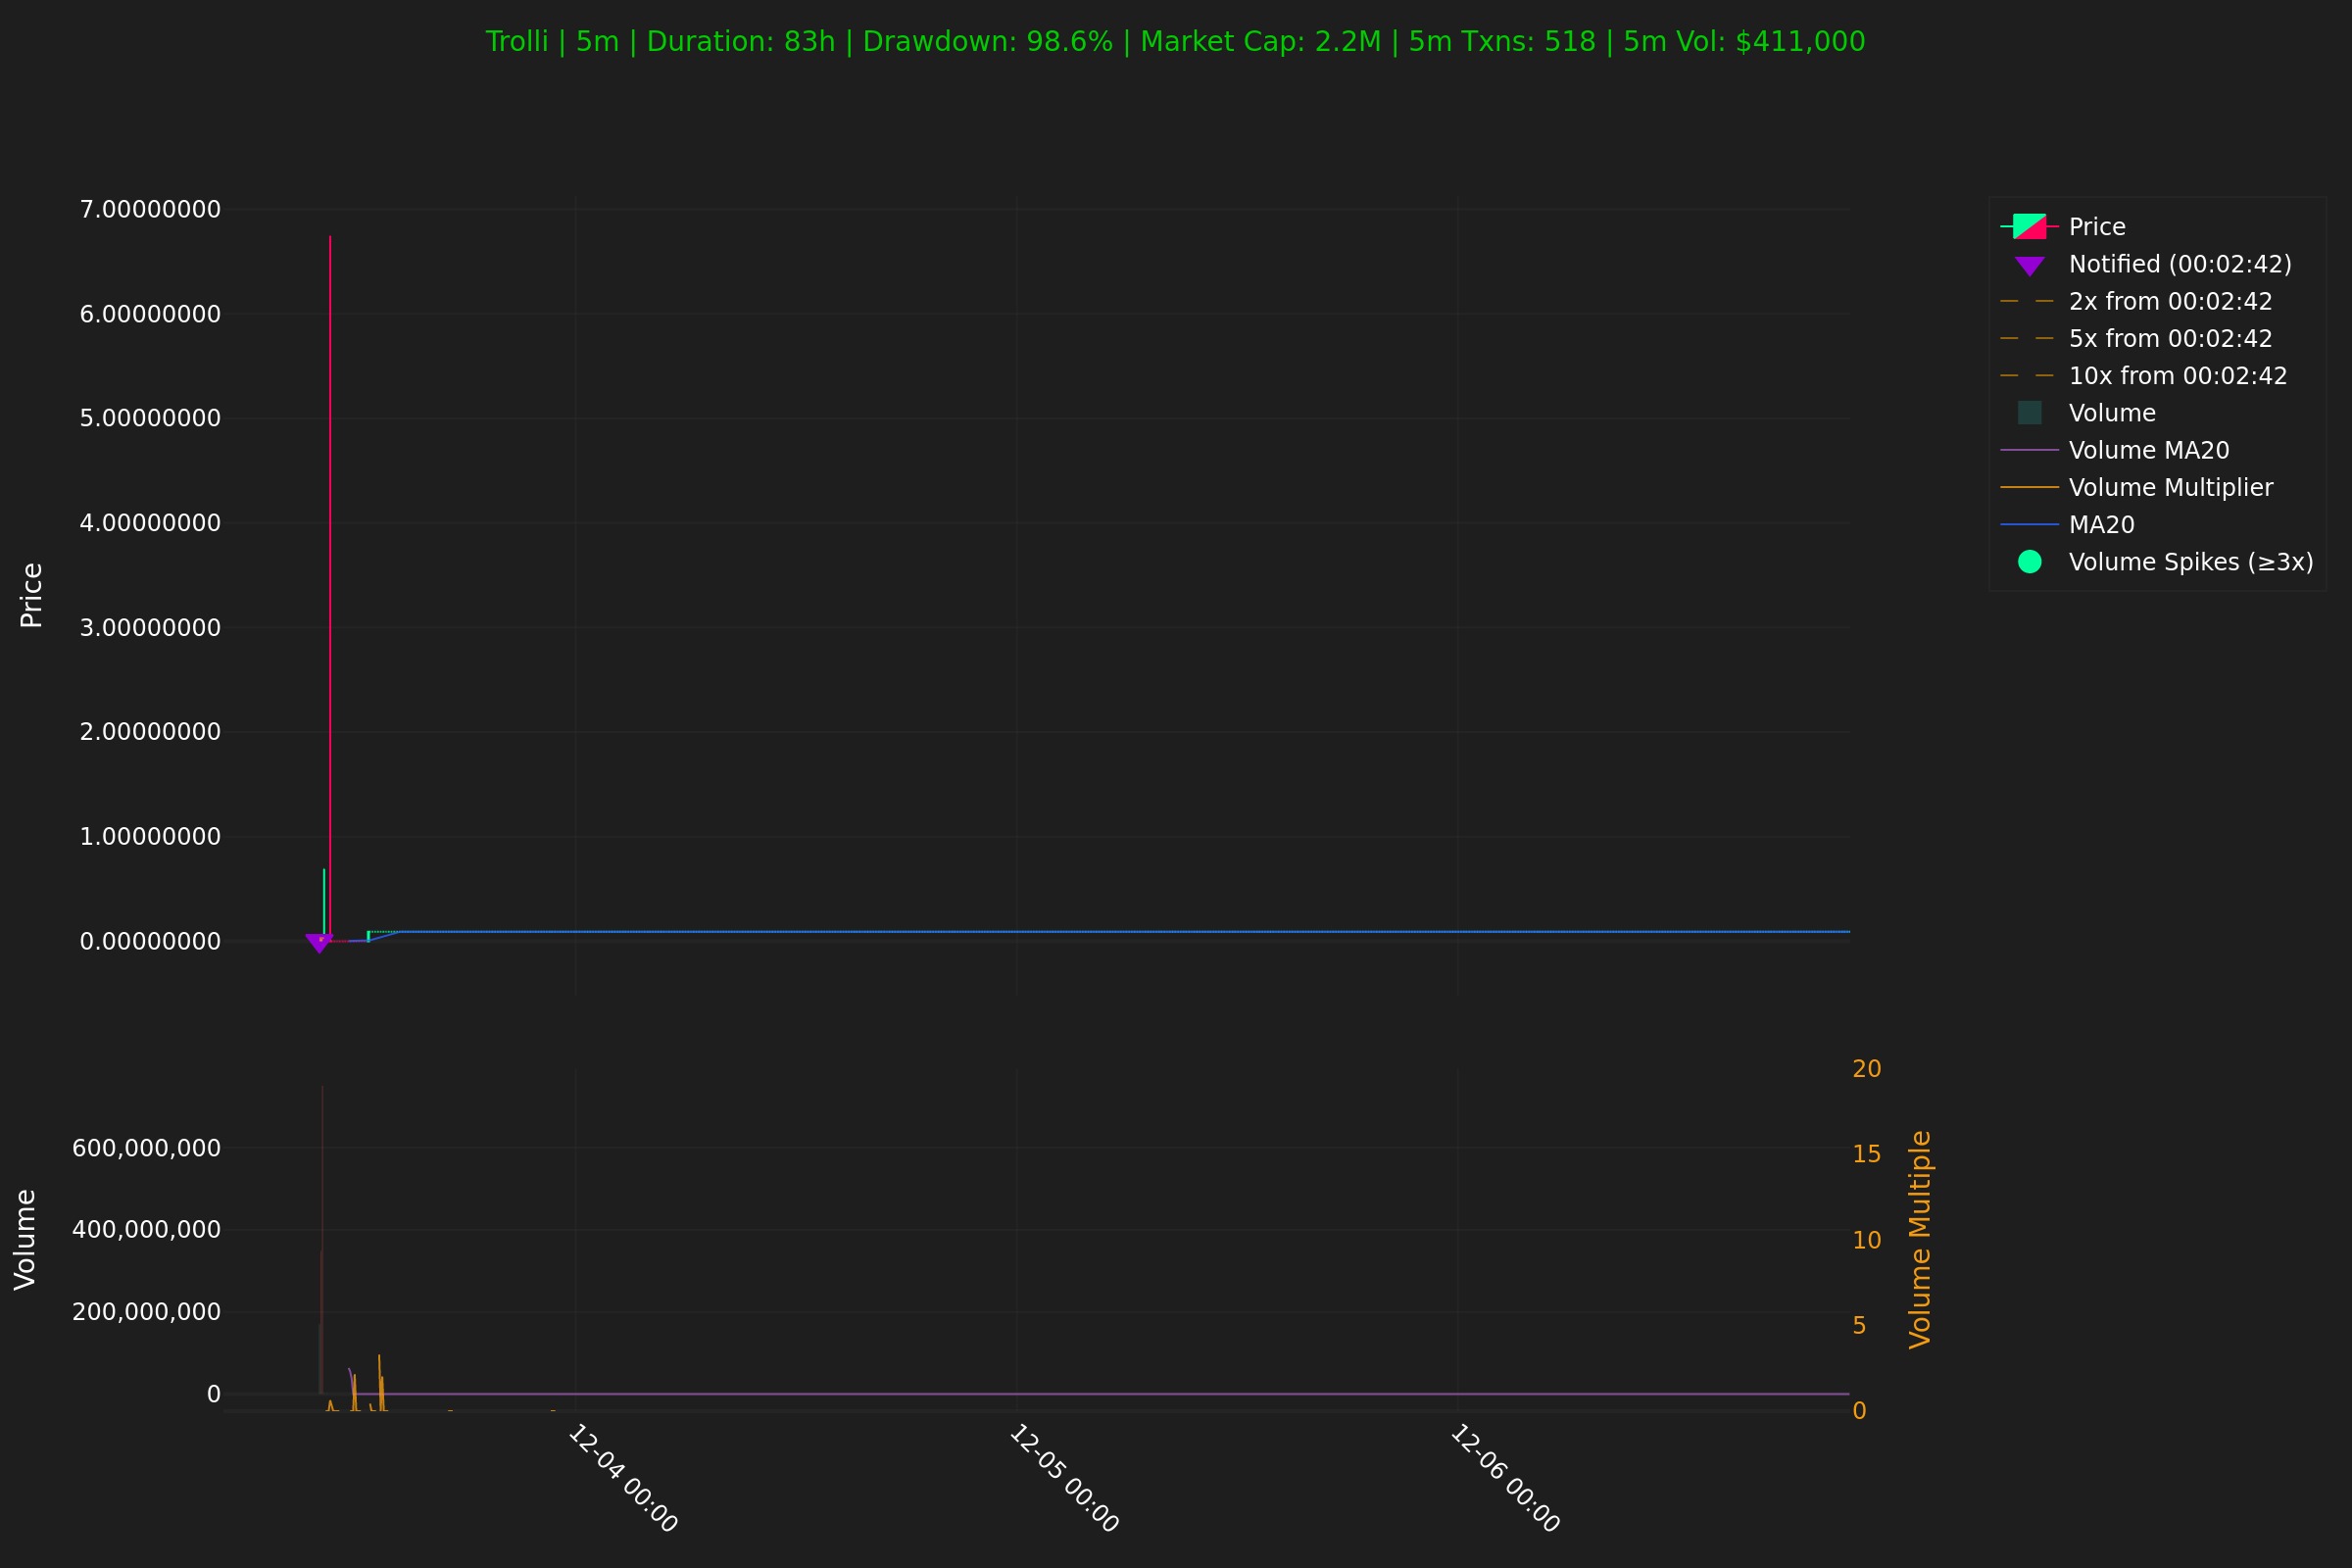 Trolli | 5m | Duration: 83h | Drawdown: 98.6% | Market Cap: 2.2M | 5m Txns: 518 | 5m Vol: $411,000
7.00000000
6.00000000
5.00000000
4.00000000
3.00000000
2.00000000
1.00000000
0.00000000
Price
Price
Notified (00:02:42)
2x from 00:02:42
5x from 00:02:42
10x from 00:02:42
Volume
Volume MA20
Volume Multiplier
MA20
Volume Spikes (≥3x)
600,000,000
400,000,000
200,000,000
0
Volume
20
15
10
5
0
Volume Multiple
12-04 00:00
12-05 00:00
12-06 00:00